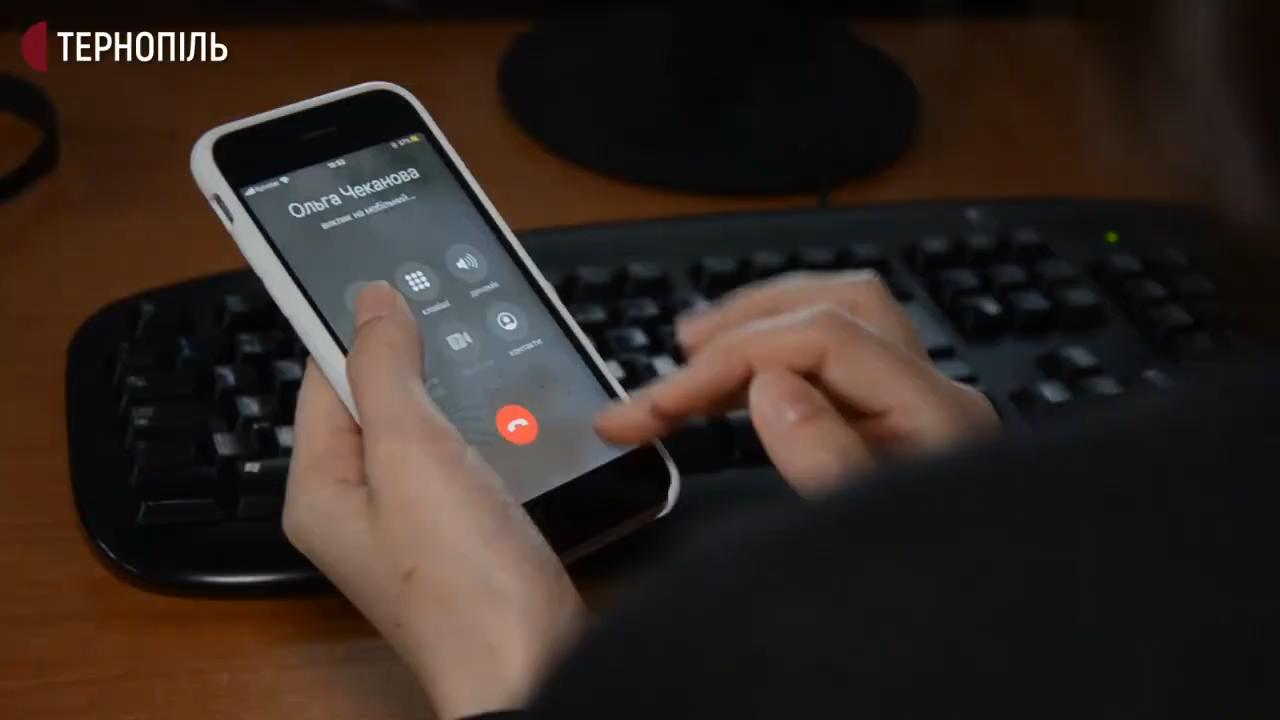 ТЕРНОПІЛЬ
Ольга Чеканова
виклик на мобільний...
клавіші
динамік
контакти